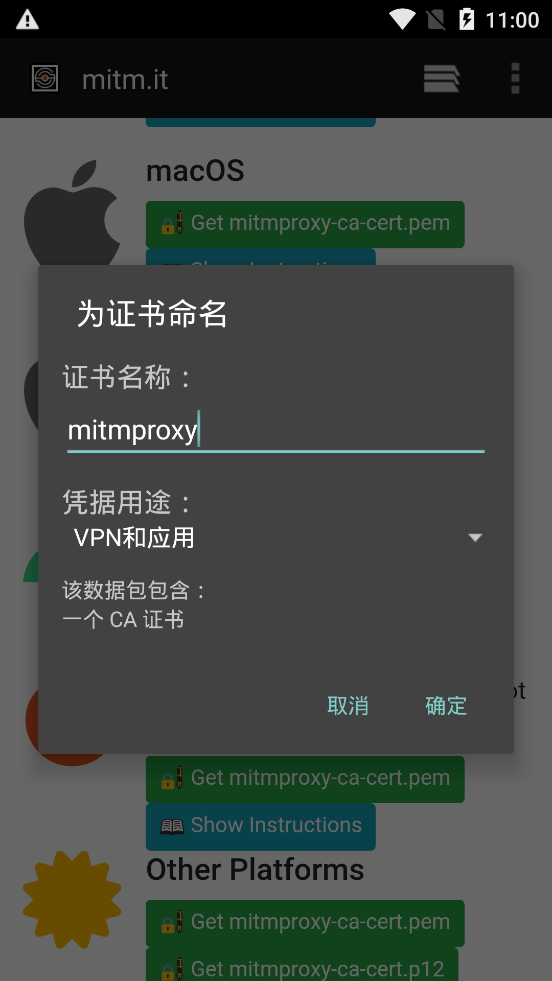 11:00
mitm.it
macOS
Get mitmproxy-ca-cert.pem
为证书命名
证书名称：
mitmproxy
凭据用途：
VPN和应用
该数据包包含：
一个 CA 证书
取消 确定
Get mitmproxy-ca-cert.pem
Show Instructions
Other Platforms
Get mitmproxy-ca-cert.pem
Get mitmproxy-ca-cert.p12